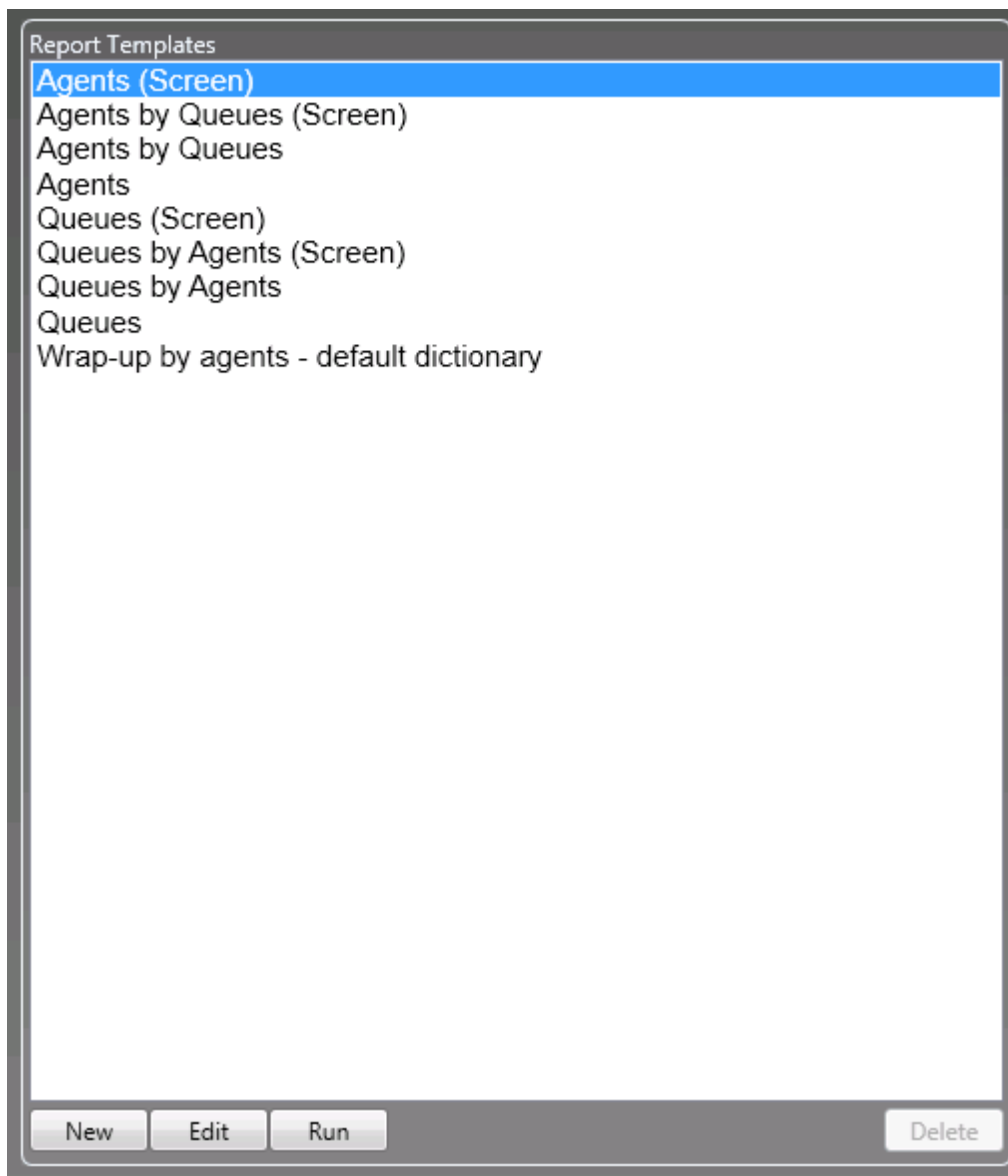 Report Templates
Agents (Screen)
Agents by Queues (Screen)
Agents by Queues
Agents
Queues (Screen)
Queues by Agents (Screen)
Queues by Agents
Queues
Wrap-up by agents - default dictionary
New Edit Run Delete